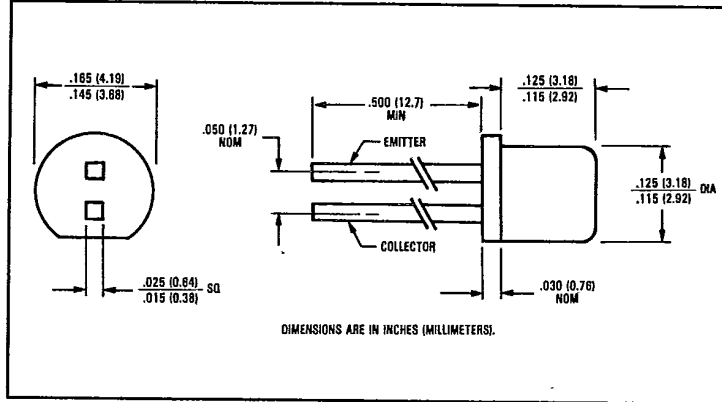 .165 (4.19)
.145 (3.68)
.025 (0.64)
.015 (0.38)
SQ
.500 (12.7)
MIN
.050 (1.27)
NOM
EMITTER
COLLECTOR
.125 (3.18)
.115 (2.92)
.125 (3.18)
.115 (2.92)
DIA
.030 (0.76)
NOM
DIMENSIONS ARE IN INCHES (MILLIMETERS).